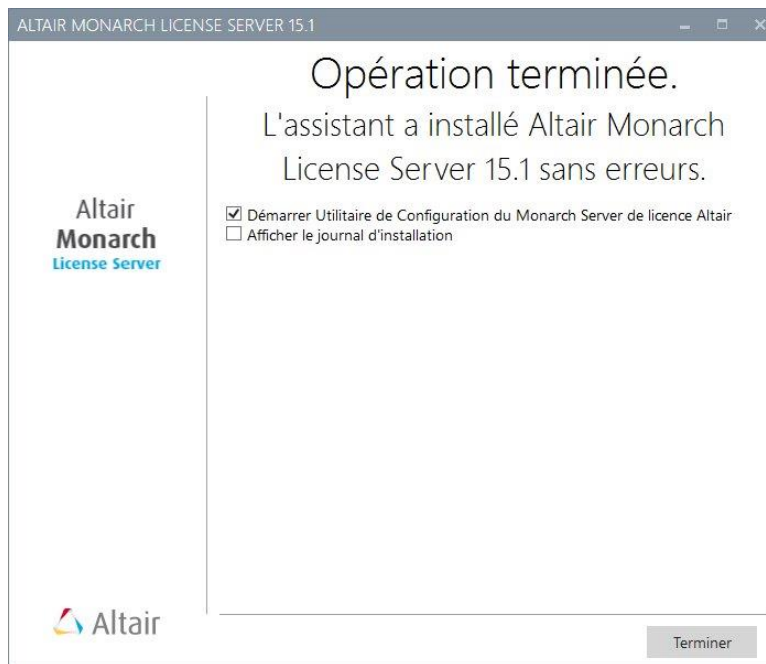 ALTAIR MONARCH LICENSE SERVER 15.1
Opération terminée.
L'assistant a installé Altair Monarch
License Server 15.1 sans erreurs.
Altair
Monarch
License Server
Démarrer Utilitaire de Configuration du Monarch Server de licence Altair
Afficher le journal d'installation
Altair
Terminer